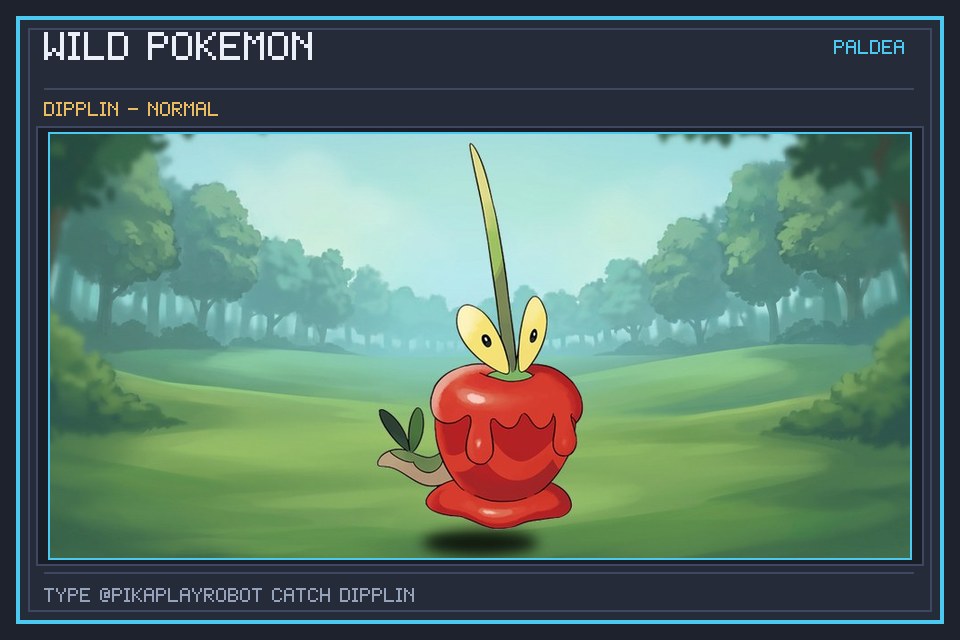 WILD POKEMON
PALDEA
DIPPLIN - NORMAL
TYPE @PIKAPLAYROBOT CATCH DIPPLIN